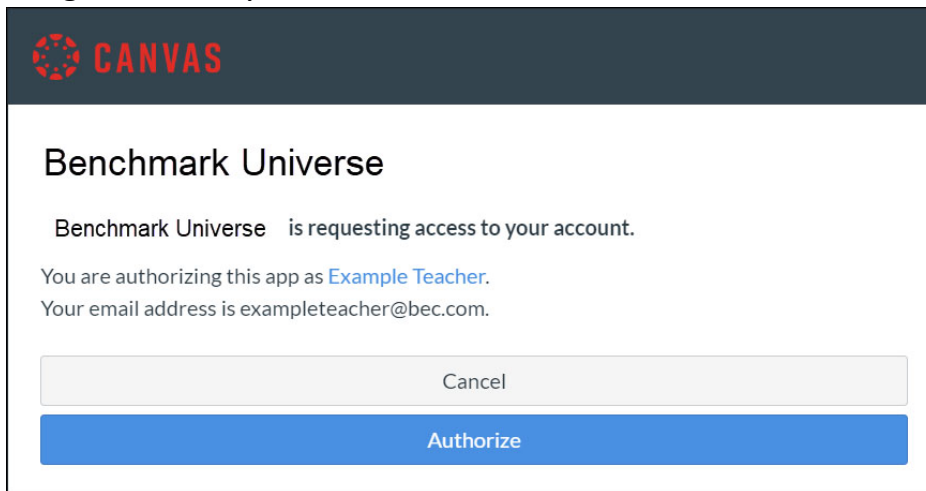 CANVAS
Benchmark Universe
Benchmark Universe is requesting access to your account.
You are authorizing this app as Example Teacher.
Your email address is exampleteacher@bec.com.
Cancel
Authorize